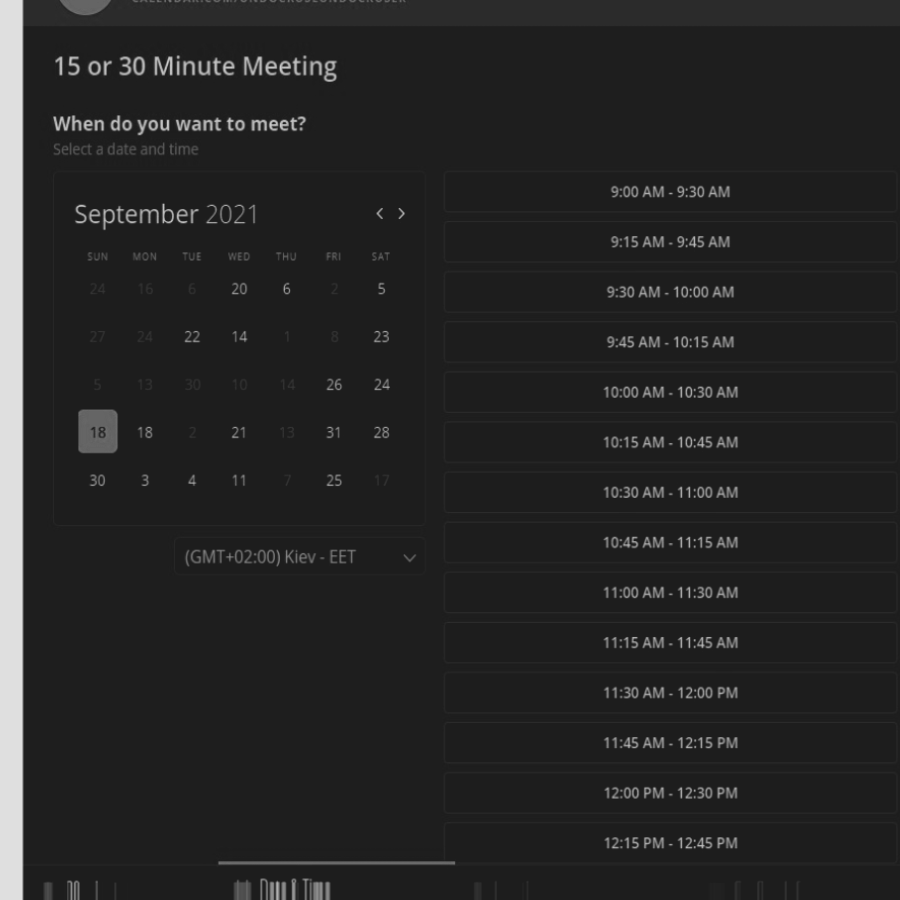 15 or 30 Minute Meeting
When do you want to meet?
Select a date and time
September 2021
SUN MON TUE WED THU FRI SAT
24 16 6 20 6 2 5
27 24 22 14 1 8 23
5 13 30 10 14 26 24
18 18 2 21 13 31 28
30 3 4 11 7 25 17
(GMT+02:00) Kiev - EET
9:00 AM - 9:30 AM
9:15 AM - 9:45 AM
9:30 AM - 10:00 AM
9:45 AM - 10:15 AM
10:00 AM - 10:30 AM
10:15 AM - 10:45 AM
10:30 AM - 11:00 AM
10:45 AM - 11:15 AM
11:00 AM - 11:30 AM
11:15 AM - 11:45 AM
11:30 AM - 12:00 PM
11:45 AM - 12:15 PM
12:00 PM - 12:30 PM
12:15 PM - 12:45 PM